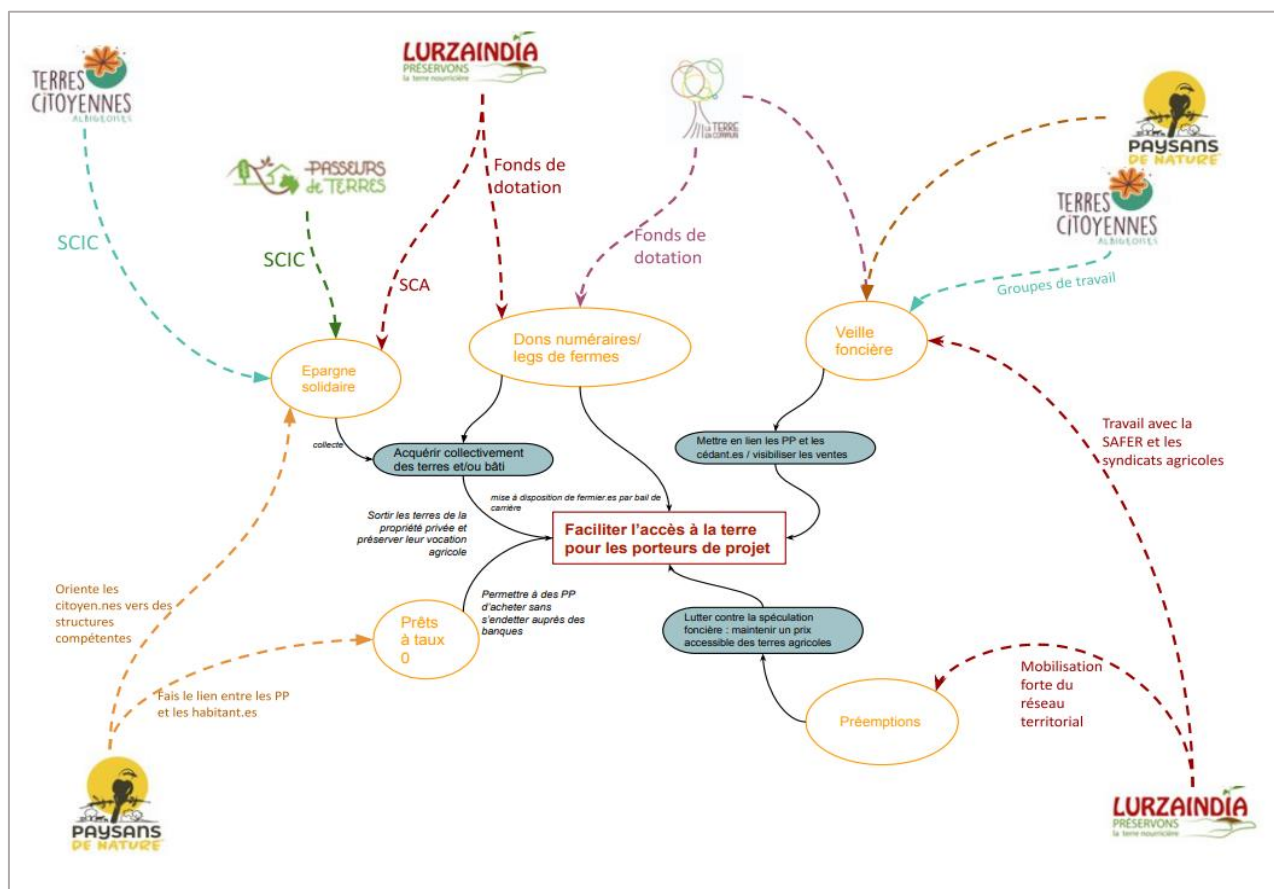 TERRES
CiTOYENNES
ALBIGEOISES
LURZAINDIA
PRÉSERVONS
la terre nourricière
LA TERRE
EN COMMUN
PAYSANS
DE NATURE
PASSEURS
de TERRES
Fonds de
dotation
TERRES
CiTOYENNES
ALBIGEOISES
SCIC
SCIC
SCA
Fonds de
dotation
Groupes de travail
Epargne
solidaire
Dons numéraires/
legs de fermes
Veille
foncière
collecte
Acquérir collectivement
des terres et/ou bâti
Mettre en lien les PP et les
cédant.es / visibiliser les ventes
Travail avec la
SAFER et les
syndicats agricoles
mise à disposition de fermier.es par bail de
carrière
Sortir les terres de la
propriété privée et
préserver leur vocation
agricole
Faciliter l'accès à la terre
pour les porteurs de projet
Oriente les
citoyen.nes vers des
structures
compétentes
Prêts
à taux
0
Permettre à des PP
d'acheter sans
s'endetter auprès des
banques
Lutter contre la spéculation
foncière : maintenir un prix
accessible des terres agricoles
Fais le lien entre les PP
et les habitant.es
Préemptions
Mobilisation
forte du
réseau
territorial
PAYSANS
DE NATURE
LURZAINDIA
PRÉSERVONS
la terre nourricière